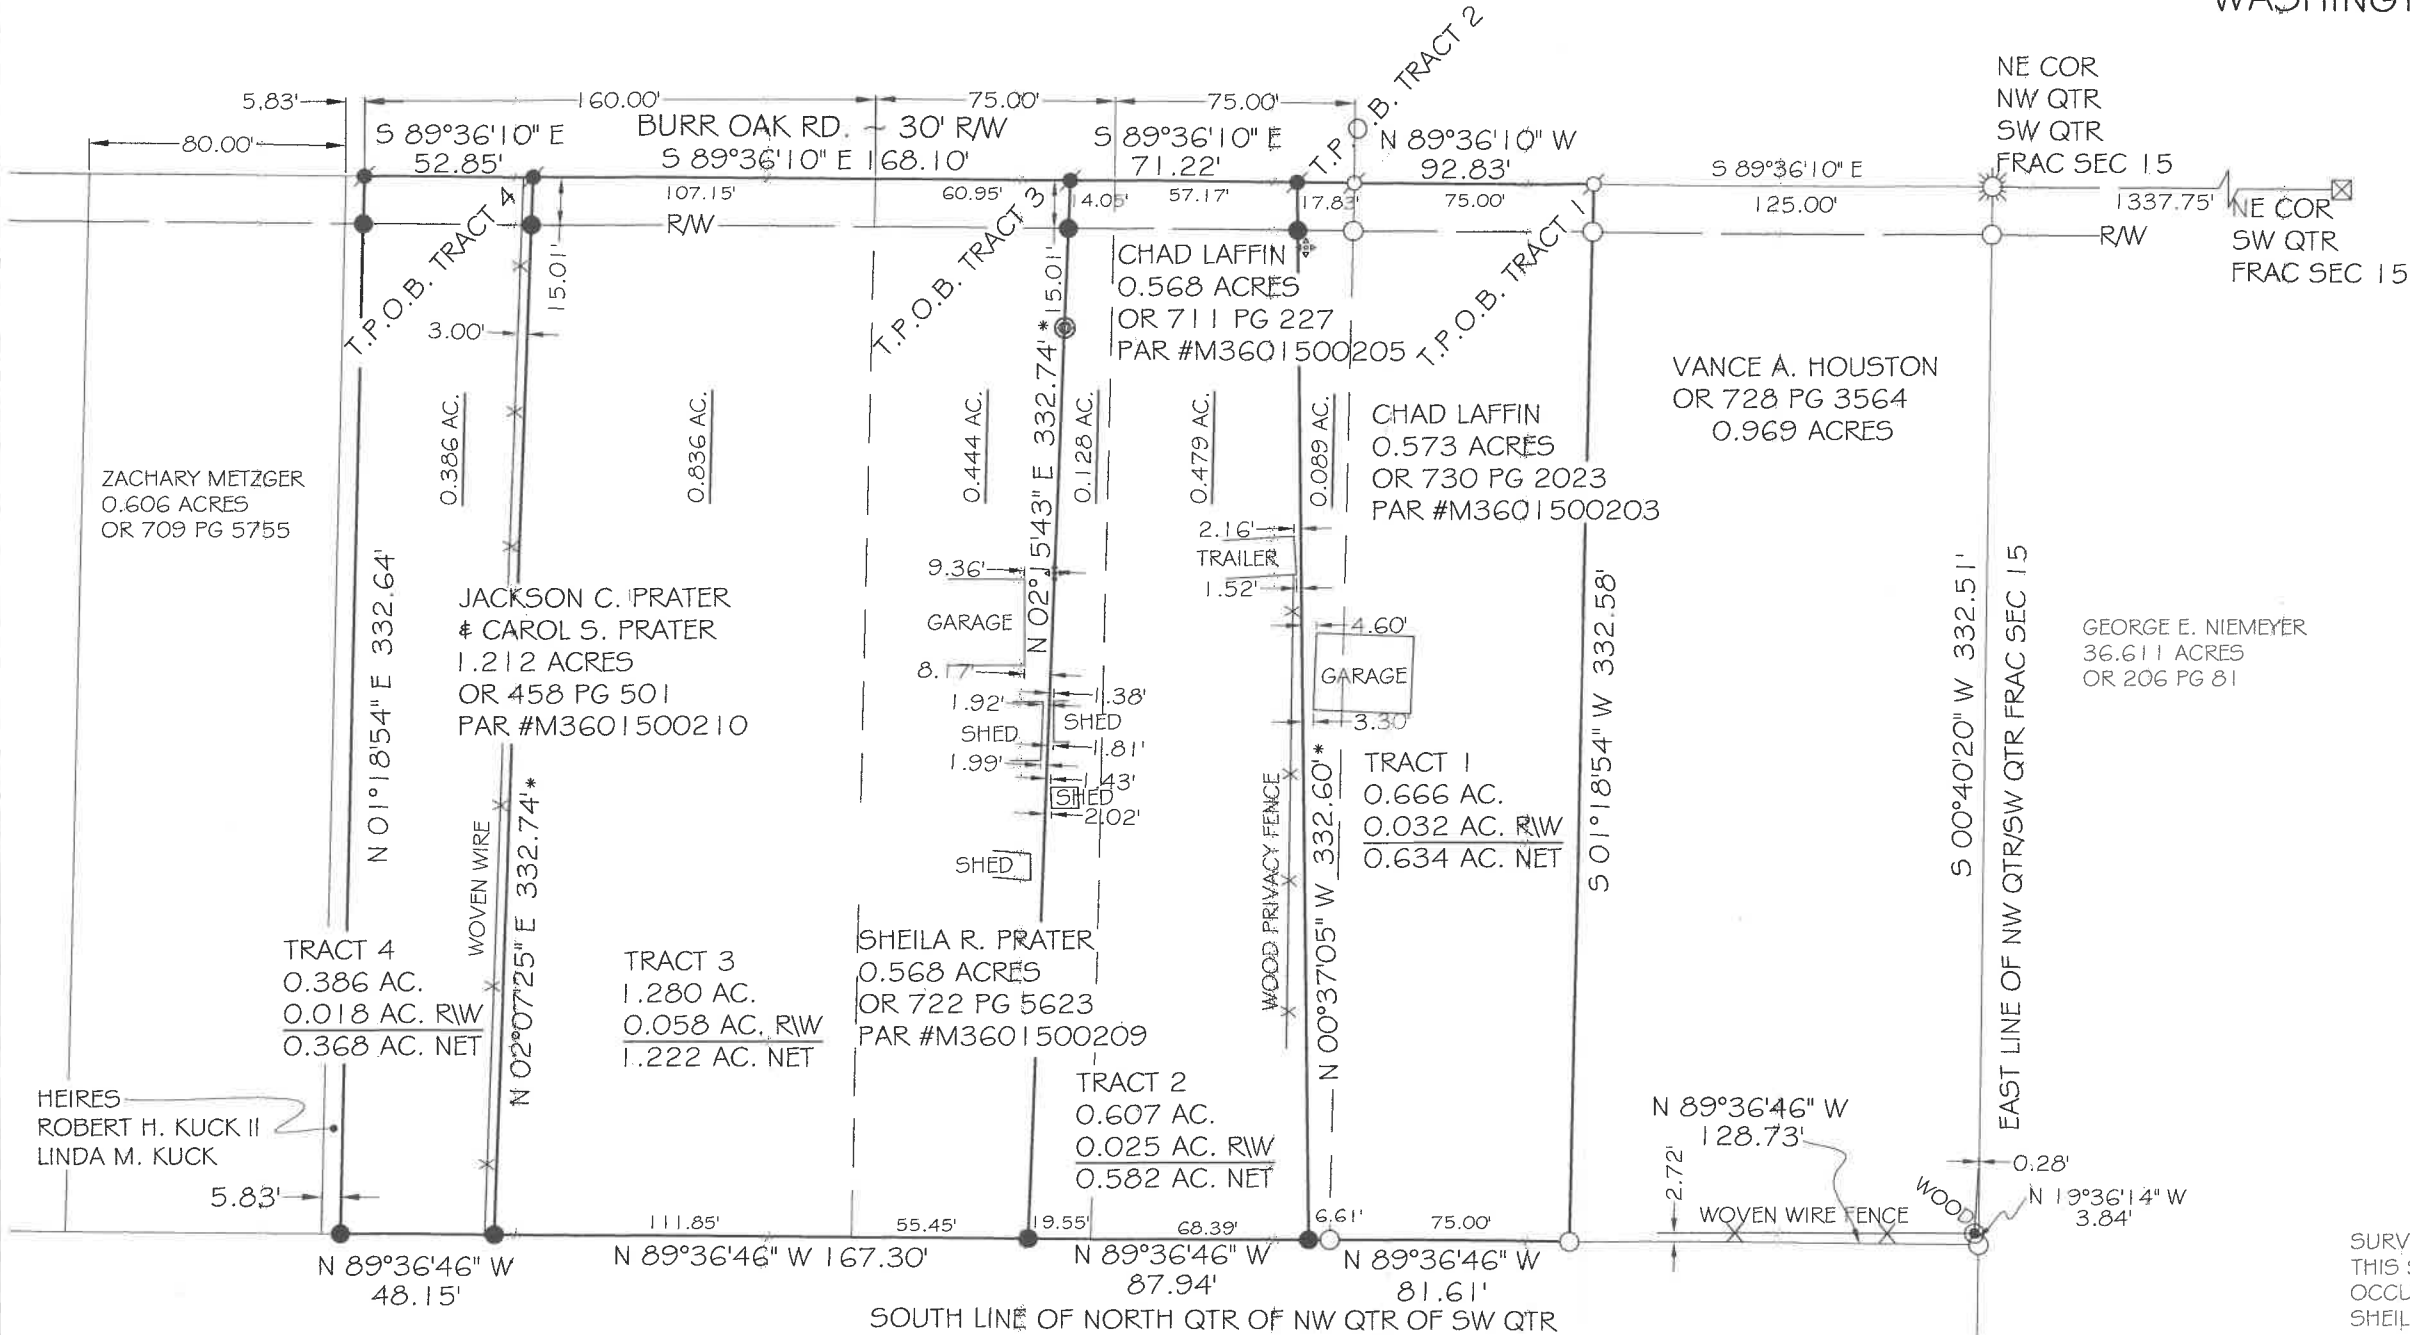 NE COR
NW QTR
SW QTR
FRAC SEC 15
5.83'
160.00'
75.00'
75.00'
T.P.O.B. TRACT 2
80.00'
S 89°36'10" E
52.85'
BURR OAK RD. ~ 30' R/W
S 89°36'10" E 168.10'
S 89°36'10" E
71.22'
N 89°36'10" W
92.83'
S 89°36'10" E
107.15'
60.95'
14.05'
57.17'
17.83'
75.00'
125.00'
1337.75'
NE COR
SW QTR
FRAC SEC 15
R/W
R/W
T.P.O.B. TRACT 4
15.01'
3.00'
T.P.O.B. TRACT 3
15.01'
CHAD LAFFIN
0.568 ACRES
OR 711 PG 227
PAR #M3601500205
T.P.O.B. TRACT 1
VANCE A. HOUSTON
OR 728 PG 3564
0.969 ACRES
0.386 AC.
0.836 AC.
0.444 AC.
N 02°15'43" E 332.74'*
0.128 AC.
0.479 AC.
0.089 AC.
CHAD LAFFIN
0.573 ACRES
OR 730 PG 2023
PAR #M3601500203
ZACHARY METZGER
0.606 ACRES
OR 709 PG 5755
N 01°18'54" E 332.64'
JACKSON C. PRATER
& CAROL S. PRATER
1.212 ACRES
OR 458 PG 501
PAR #M3601500210
9.36'
GARAGE
8.17'
1.92'
SHED
1.99'
1.38'
SHED
1.81'
1.43'
SHED
2.02'
SHED
2.16'
TRAILER
1.52'
4.60'
GARAGE
3.30'
S 01°18'54" W 332.58'
S 00°40'20" W 332.51'
EAST LINE OF NW QTR/SW QTR FRAC SEC 15
GEORGE E. NIEMEYER
36.611 ACRES
OR 206 PG 81
WOVEN WIRE
N 02°07'25" E 332.74'*
WOOD PRIVACY FENCE
N 00°37'05" W 332.60'*
TRACT 1
0.666 AC.
0.032 AC. R\W
0.634 AC. NET
TRACT 4
0.386 AC.
0.018 AC. R\W
0.368 AC. NET
TRACT 3
1.280 AC.
0.058 AC. R\W
1.222 AC. NET
SHEILA R. PRATER
0.568 ACRES
OR 722 PG 5623
PAR #M3601500209
TRACT 2
0.607 AC.
0.025 AC. R\W
0.582 AC. NET
HEIRES
ROBERT H. KUCK II
LINDA M. KUCK
5.83'
N 89°36'46" W
128.73'
2.72'
WOVEN WIRE FENCE
WOOD
0.28'
N 19°36'14" W
3.84'
111.85'
55.45'
19.55'
68.39'
6.61'
75.00'
N 89°36'46" W
48.15'
N 89°36'46" W 167.30'
N 89°36'46" W
87.94'
N 89°36'46" W
81.61'
SOUTH LINE OF NORTH QTR OF NW QTR OF SW QTR
SURV
THIS
OCCU
SHEIL